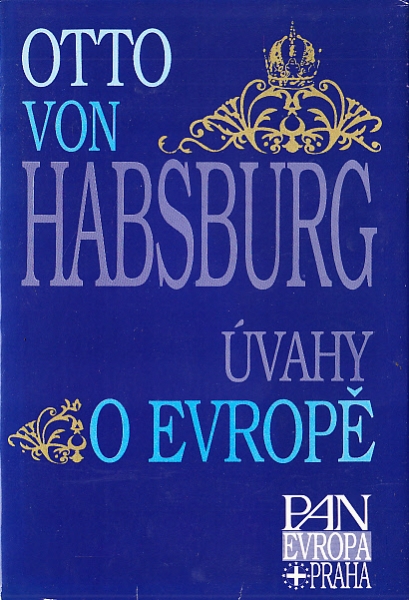 OTTO
VON
HABSBURG
ÚVAHY
O EVROPĚ
PAN
EVROPA
PRAHA